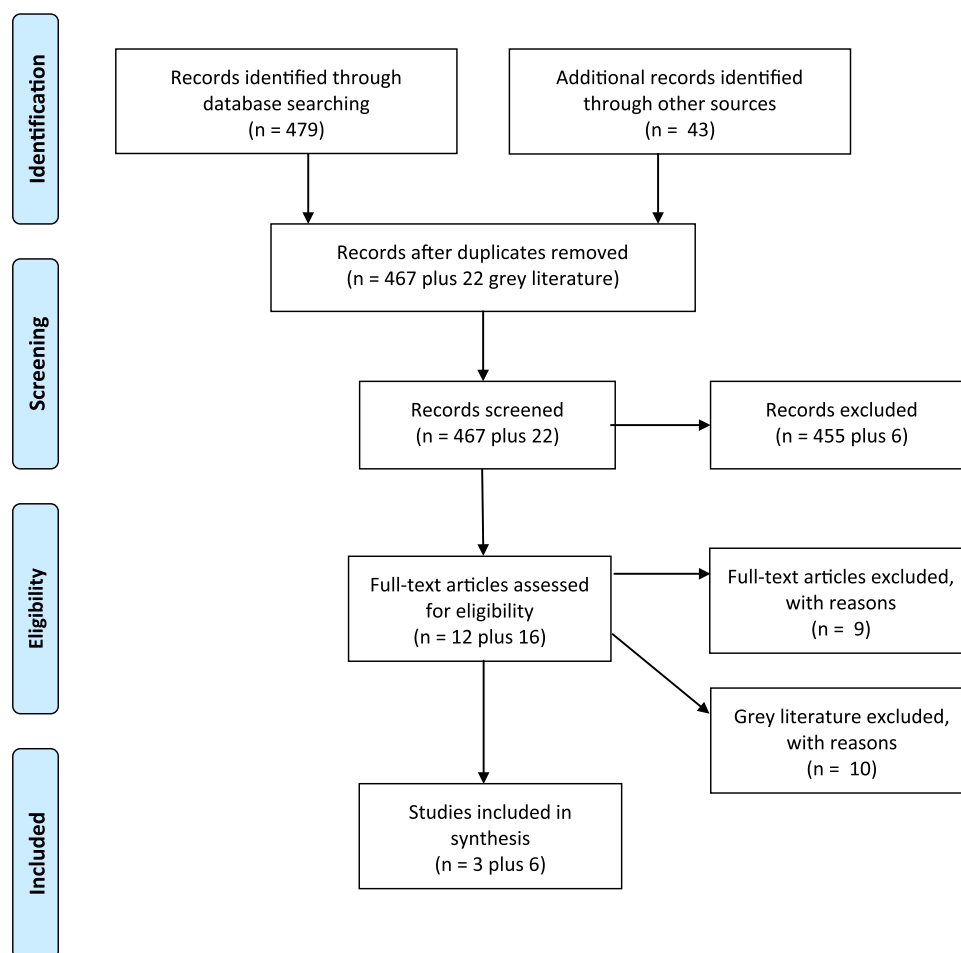 Identification
Records identified through
database searching
(n = 479)
Additional records identified
through other sources
(n = 43)
Records after duplicates removed
(n = 467 plus 22 grey literature)
Screening
Records screened
(n = 467 plus 22)
Records excluded
(n = 455 plus 6)
Eligibility
Full-text articles assessed
for eligibility
(n = 12 plus 16)
Full-text articles excluded,
with reasons
(n = 9)
Grey literature excluded,
with reasons
(n = 10)
Included
Studies included in
synthesis
(n = 3 plus 6)